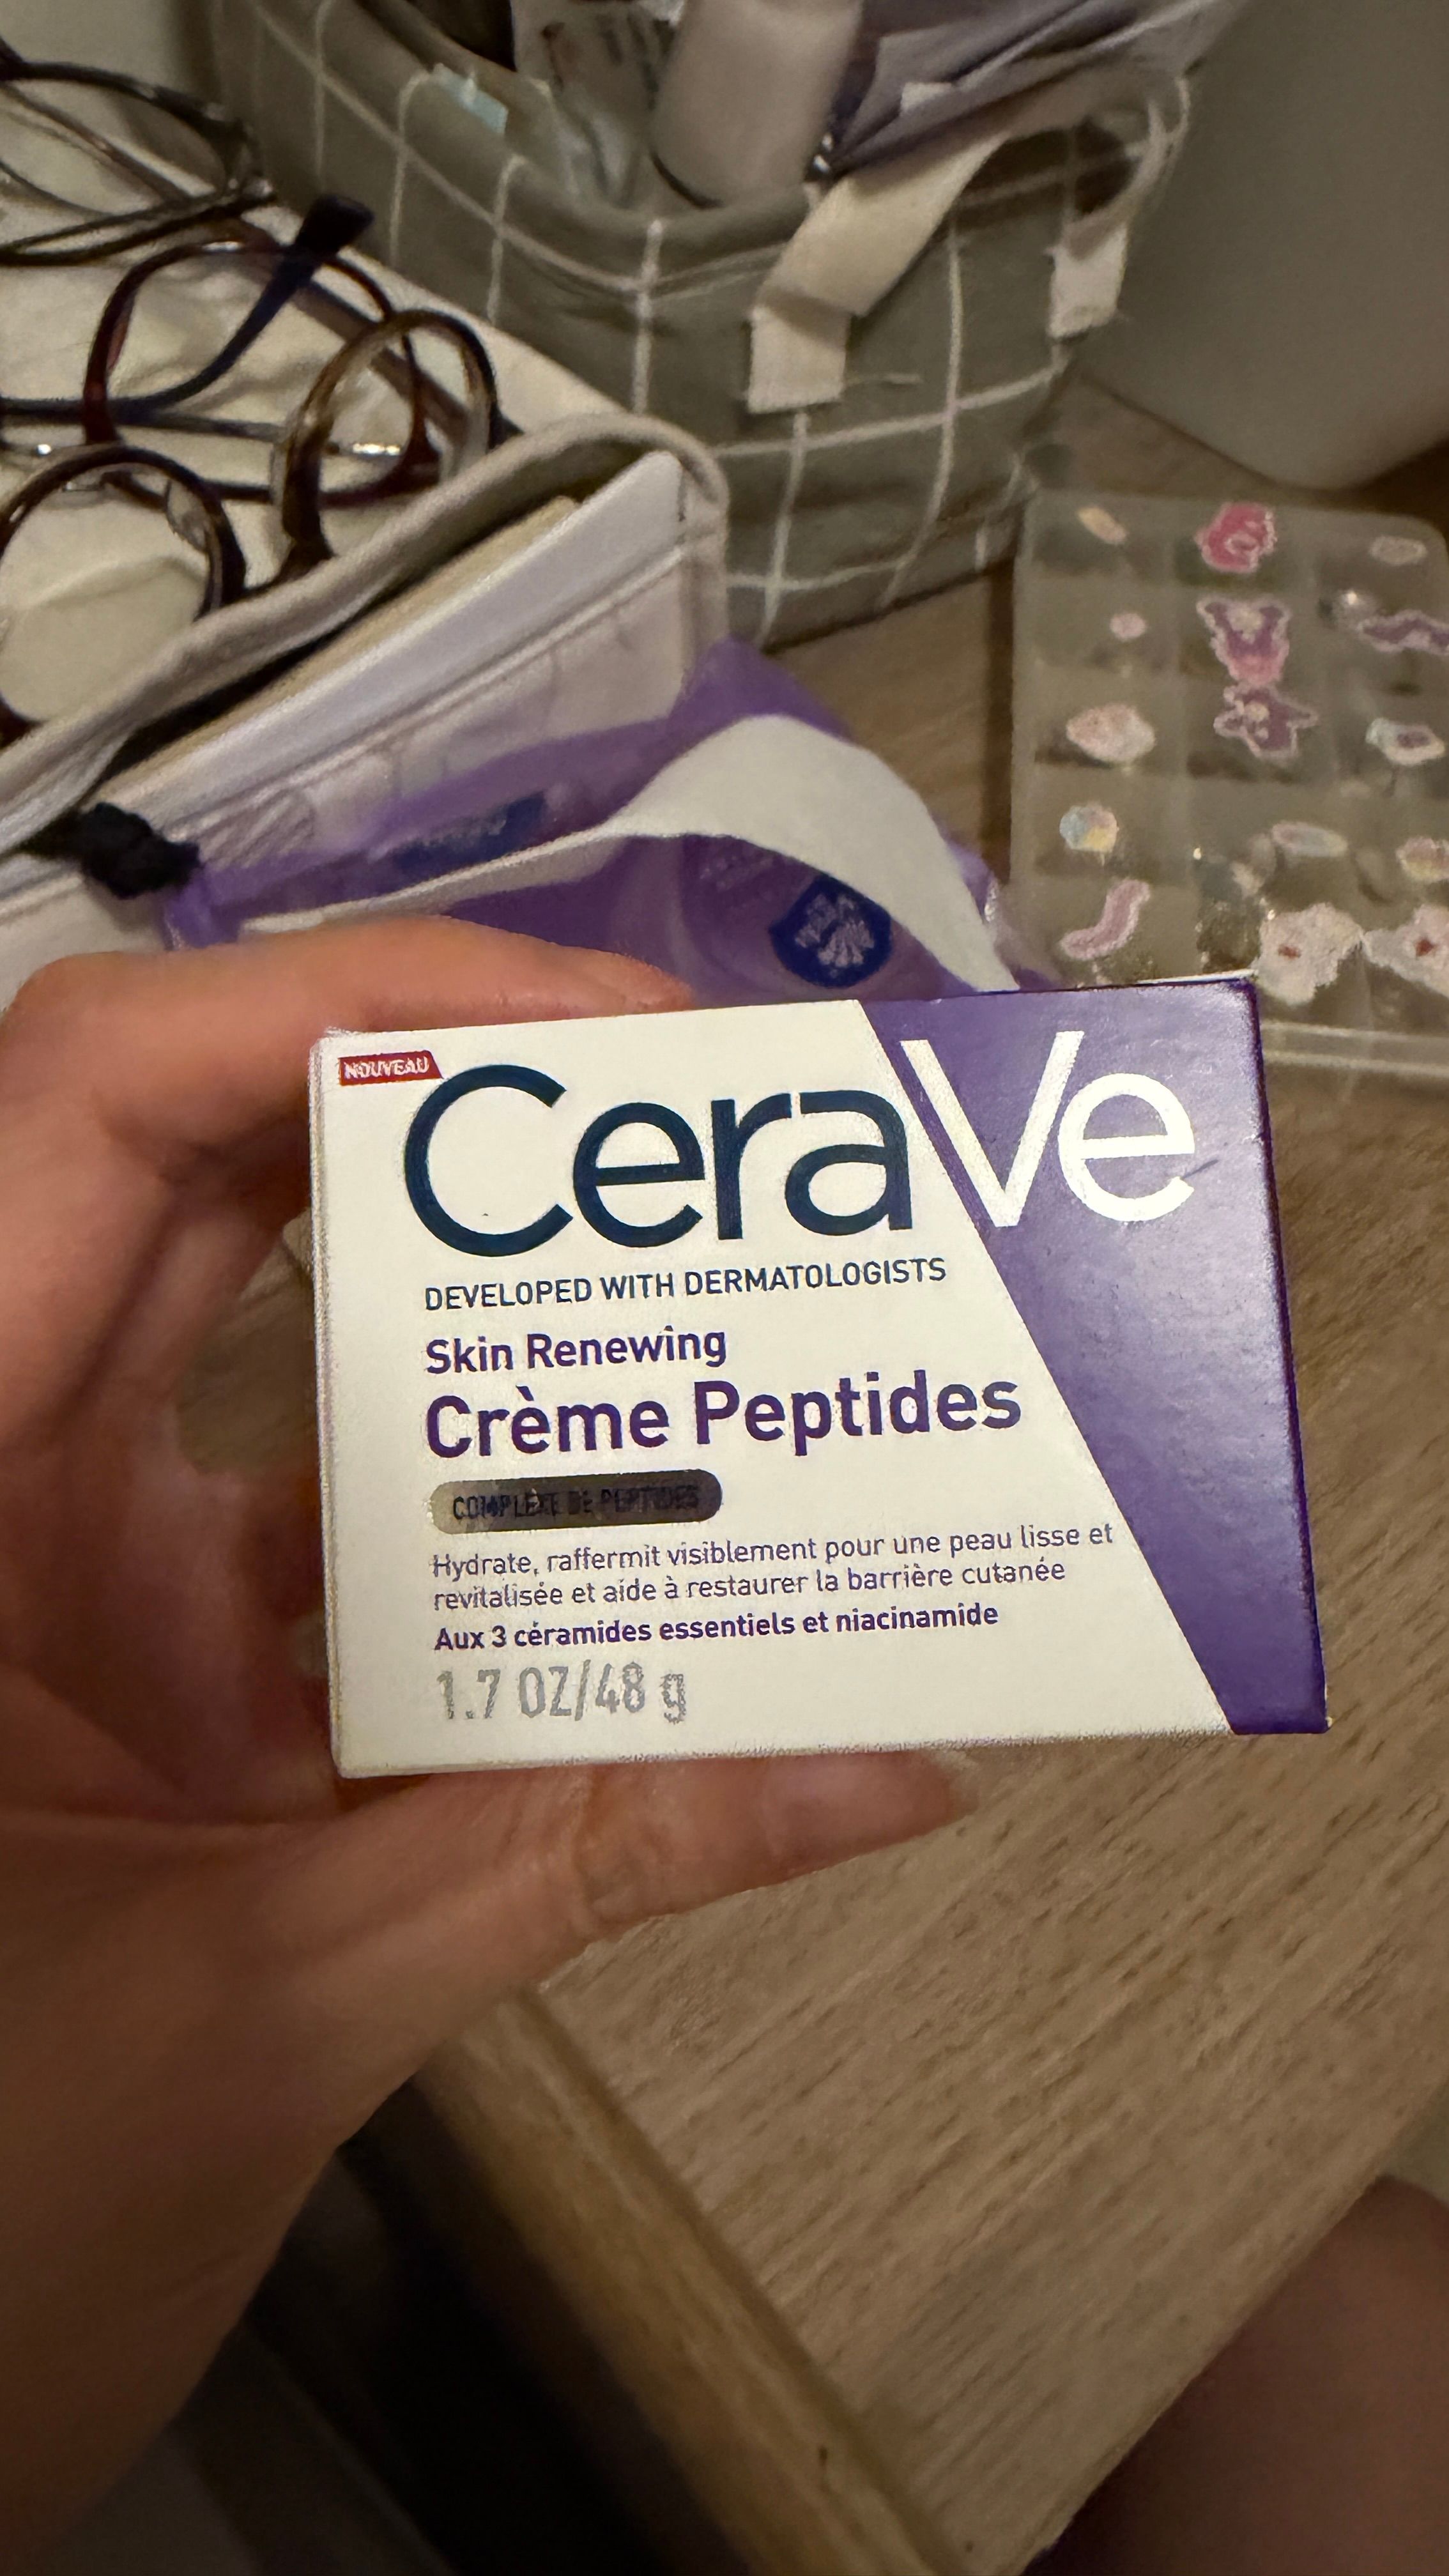 NOUVEAU
CeraVe
DEVELOPED WITH DERMATOLOGISTS
Skin Renewing
Crème Peptides
COMPLEXE DE PEPTIDES
Hydrate, raffermit visiblement pour une peau lisse et
revitalisée et aide à restaurer la barrière cutanée
Aux 3 céramides essentiels et niacinamide
1.7 OZ/48 g